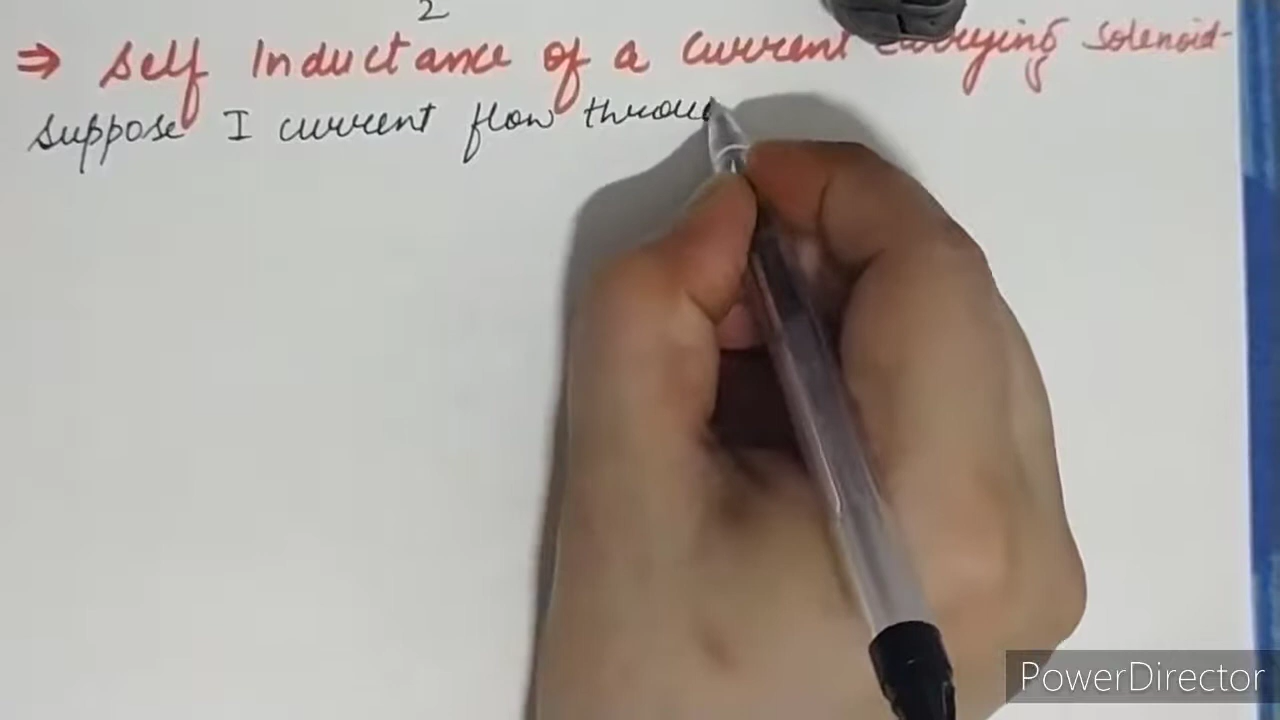 2
⇒ Self Inductance of a current carrying solenoid-
suppose I current flow throu
PowerDirector